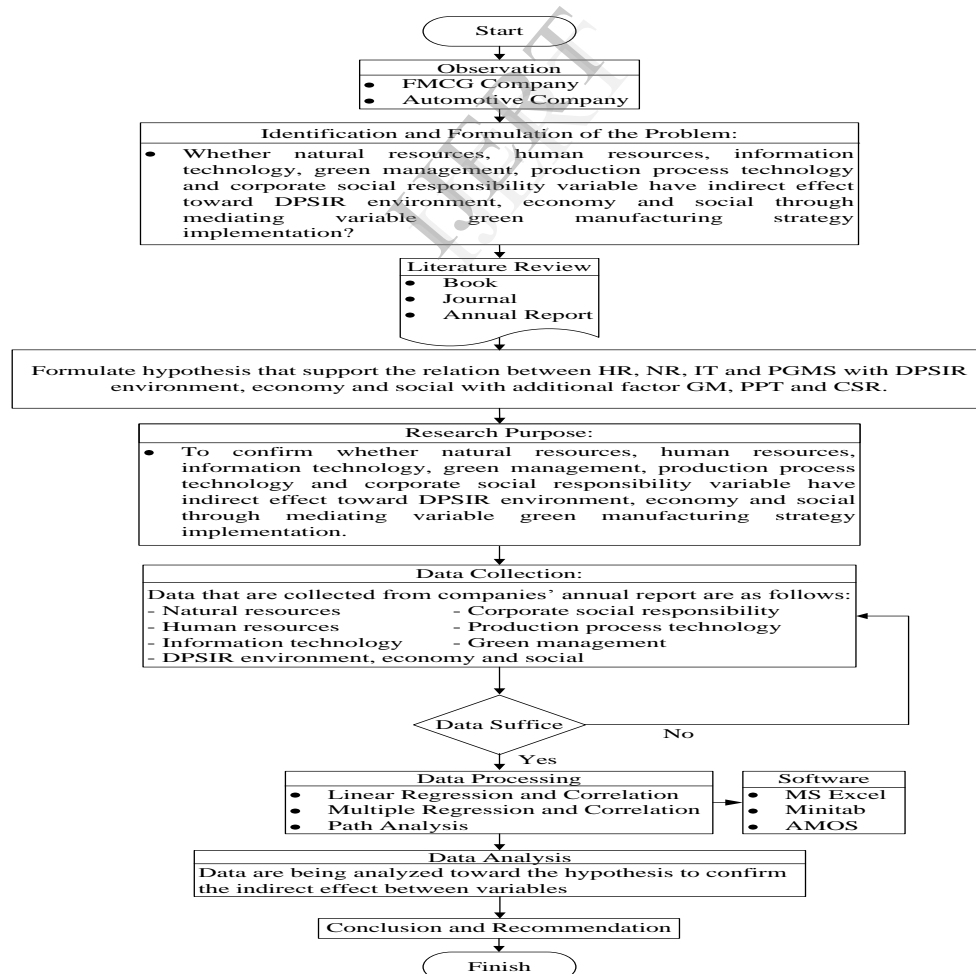 Start
Observation
● FMCG Company
● Automotive Company
Identification and Formulation of the Problem:
● Whether natural resources, human resources, information
technology, green management, production process technology
and corporate social responsibility variable have indirect effect
toward DPSIR environment, economy and social through
mediating variable green manufacturing strategy
implementation?
IJERT
Literature Review
● Book
● Journal
● Annual Report
Formulate hypothesis that support the relation between HR, NR, IT and PGMS with DPSIR
environment, economy and social with additional factor GM, PPT and CSR.
Research Purpose:
● To confirm whether natural resources, human resources,
information technology, green management, production process
technology and corporate social responsibility variable have
indirect effect toward DPSIR environment, economy and social
through mediating variable green manufacturing strategy
implementation.
Data Collection:
Data that are collected from companies' annual report are as follows:
- Natural resources - Corporate social responsibility
- Human resources - Production process technology
- Information technology - Green management
- DPSIR environment, economy and social
Data Suffice
No
Yes
Data Processing
● Linear Regression and Correlation
● Multiple Regression and Correlation
● Path Analysis
Software
● MS Excel
● Minitab
● AMOS
Data Analysis
Data are being analyzed toward the hypothesis to confirm
the indirect effect between variables
Conclusion and Recommendation
Finish